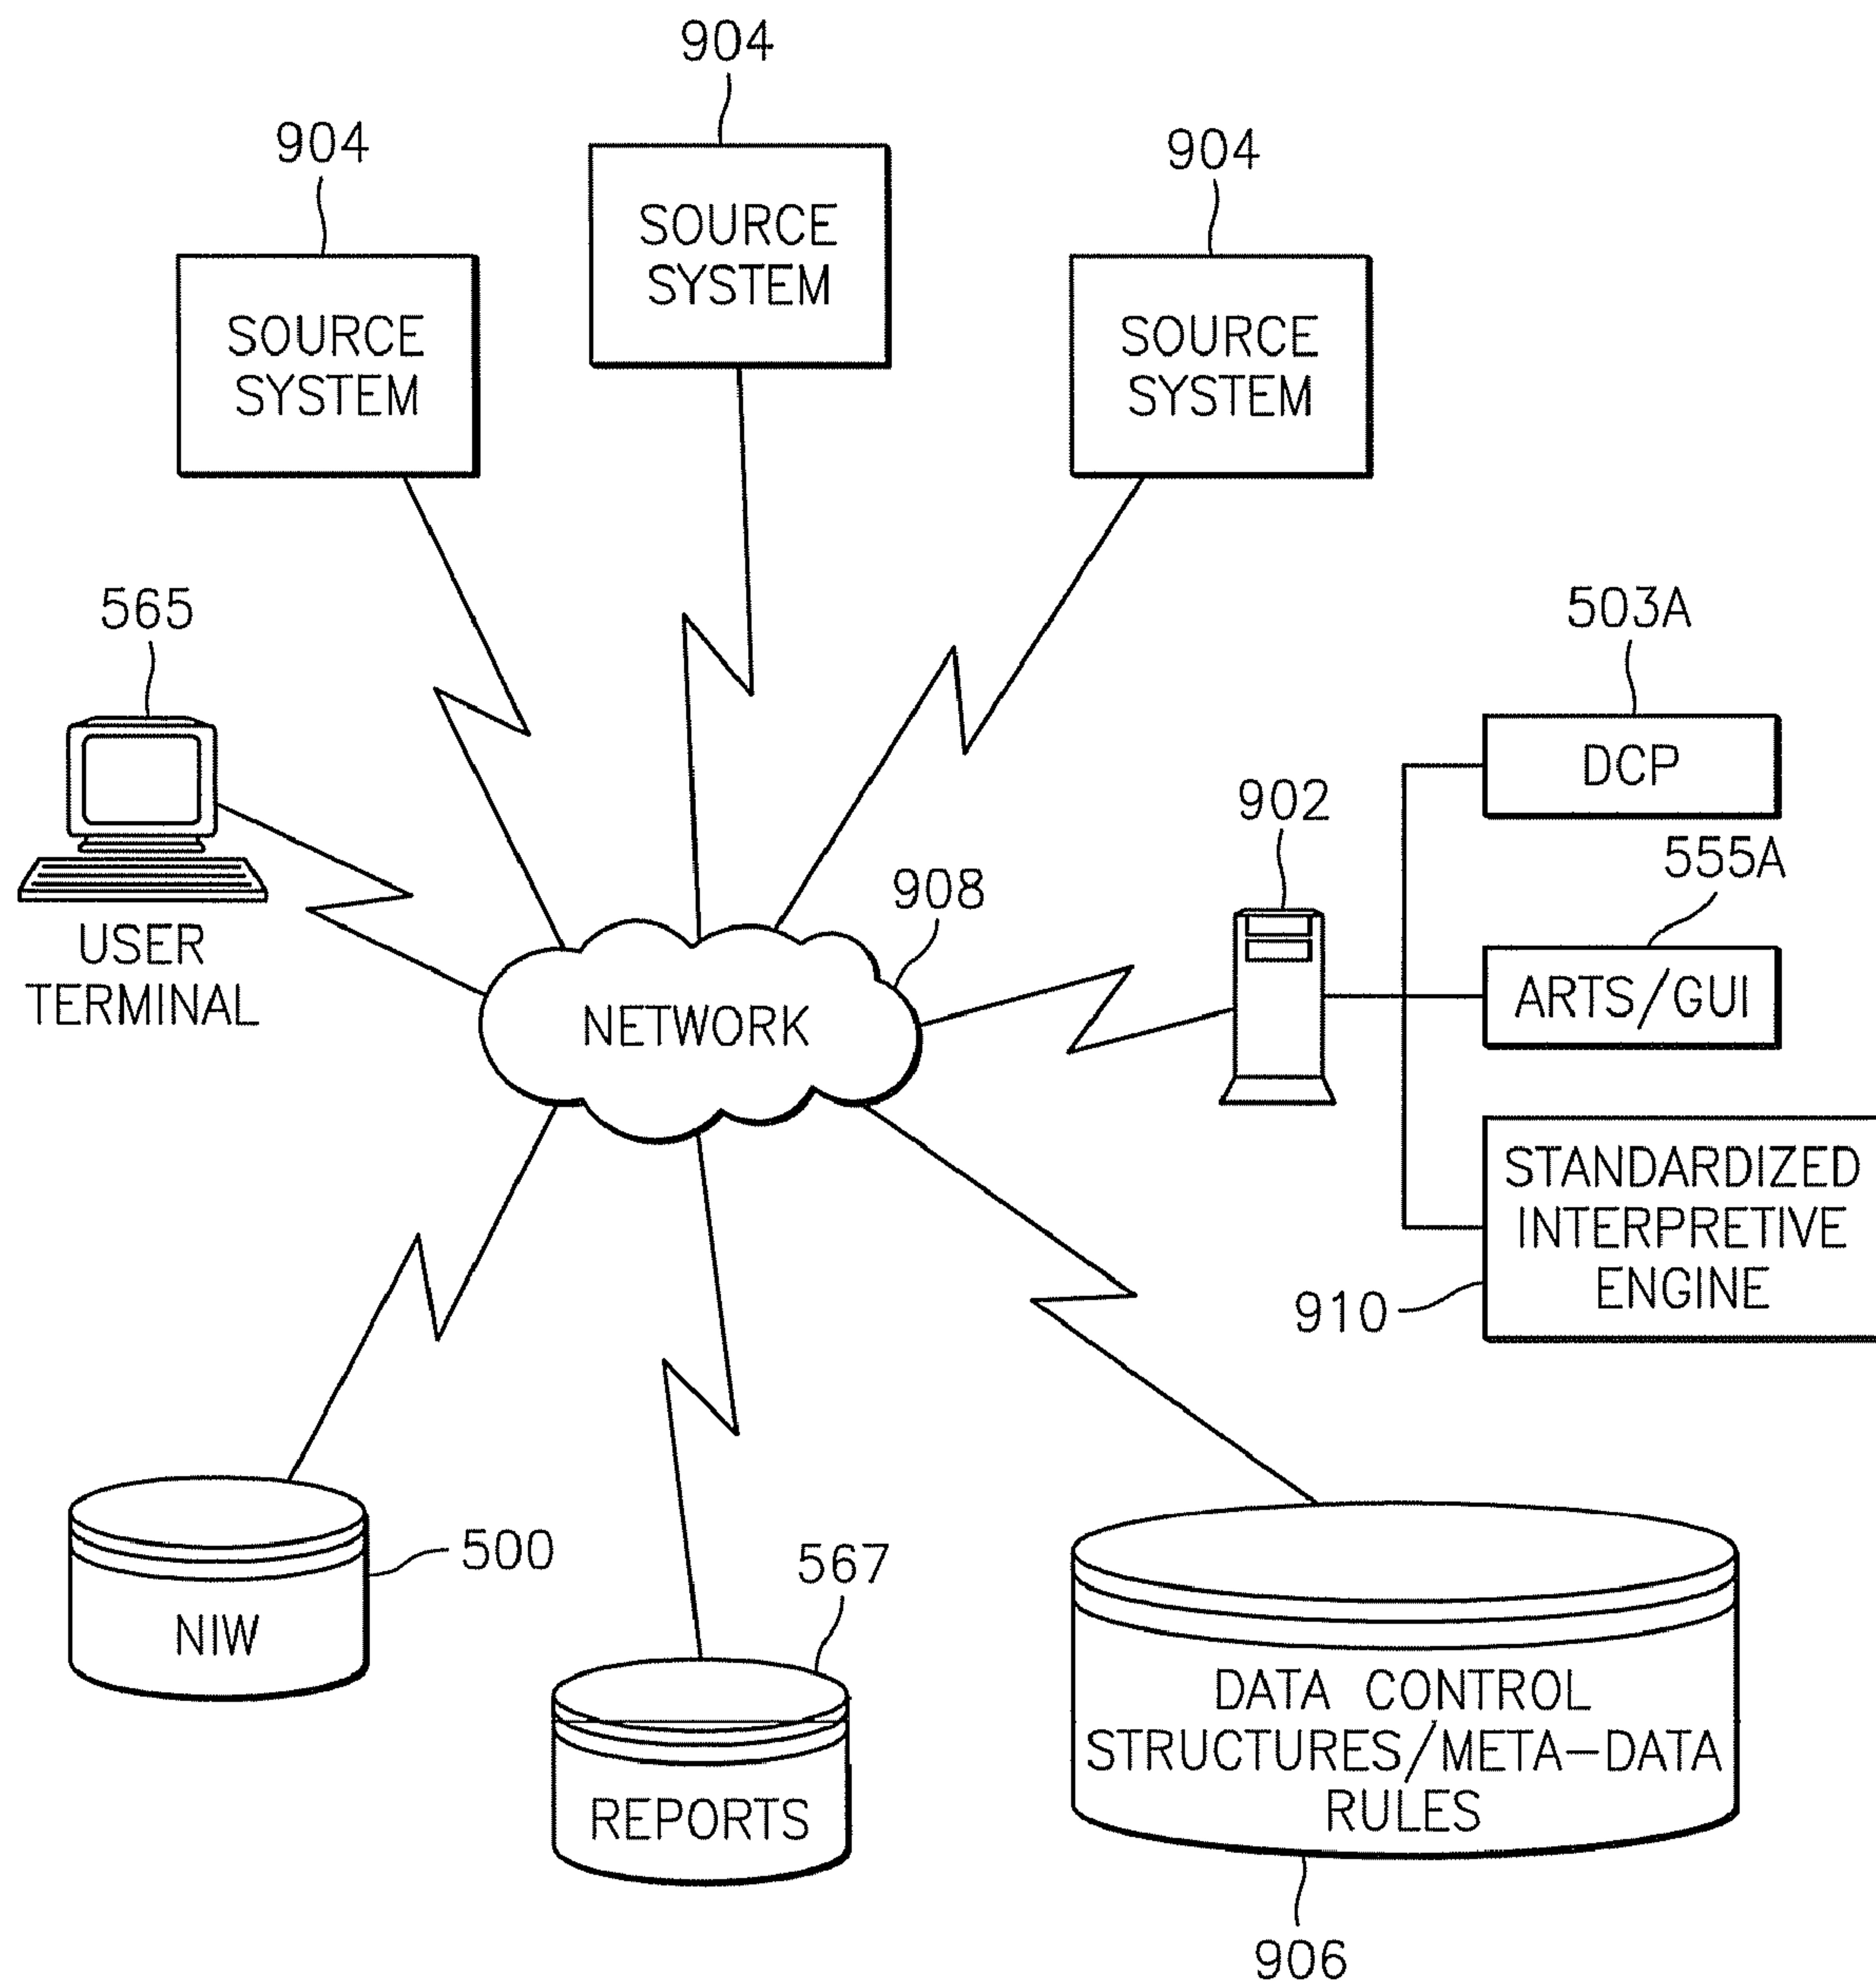 904
904
904
SOURCE
SYSTEM
SOURCE
SYSTEM
SOURCE
SYSTEM
565
USER
TERMINAL
503A
DCP
902
555A
ARTS/GUI
908
NETWORK
STANDARDIZED
INTERPRETIVE
ENGINE
910
500
NIW
567
REPORTS
DATA CONTROL
STRUCTURES/META-DATA
RULES
906